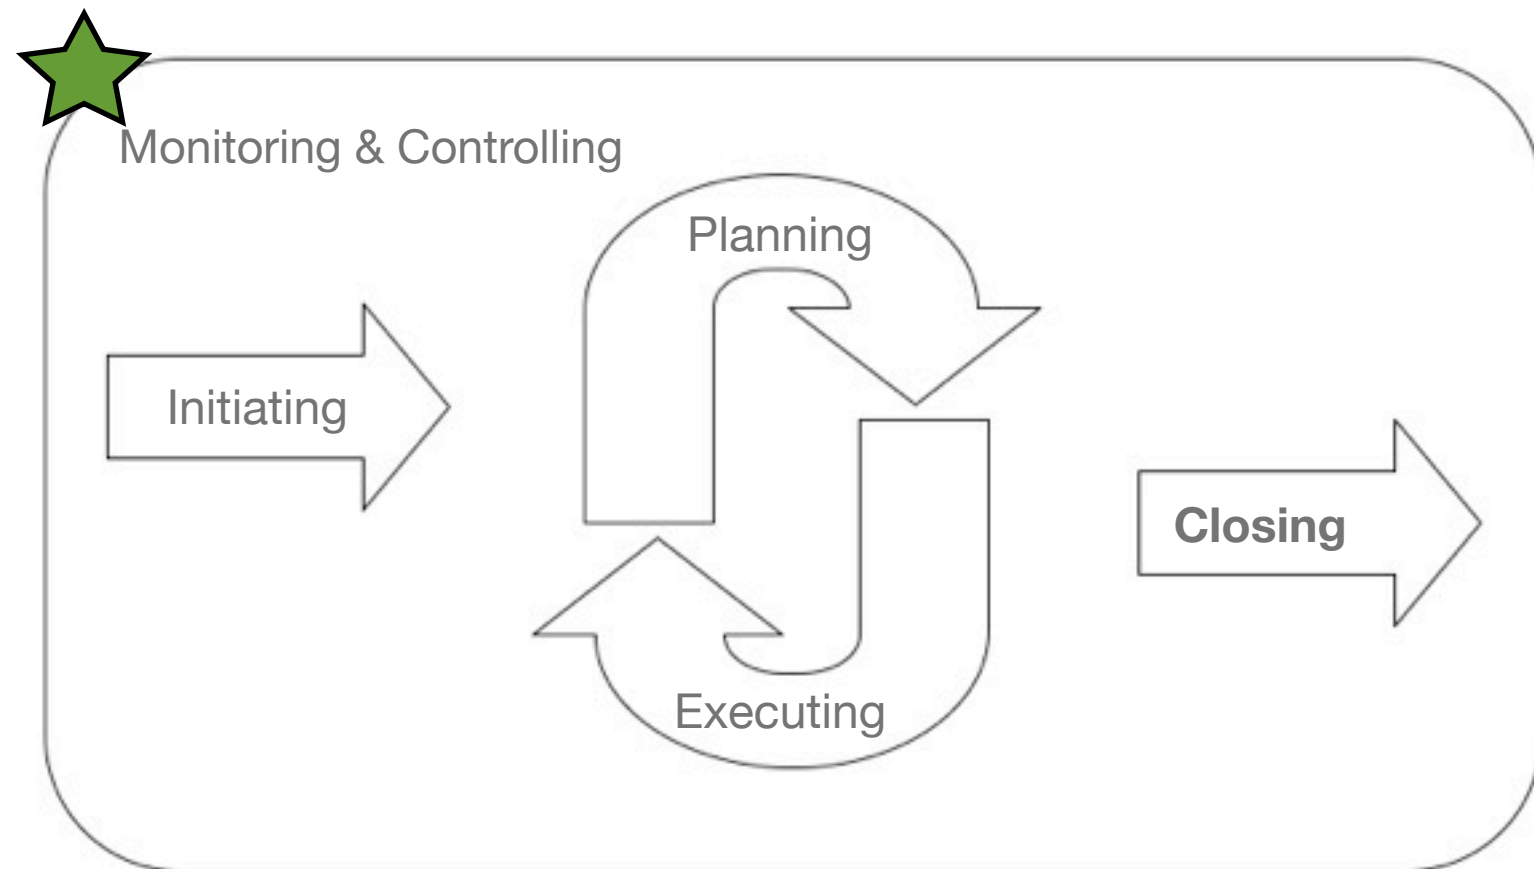 Monitoring & Controlling
Planning
Initiating
Closing
Executing